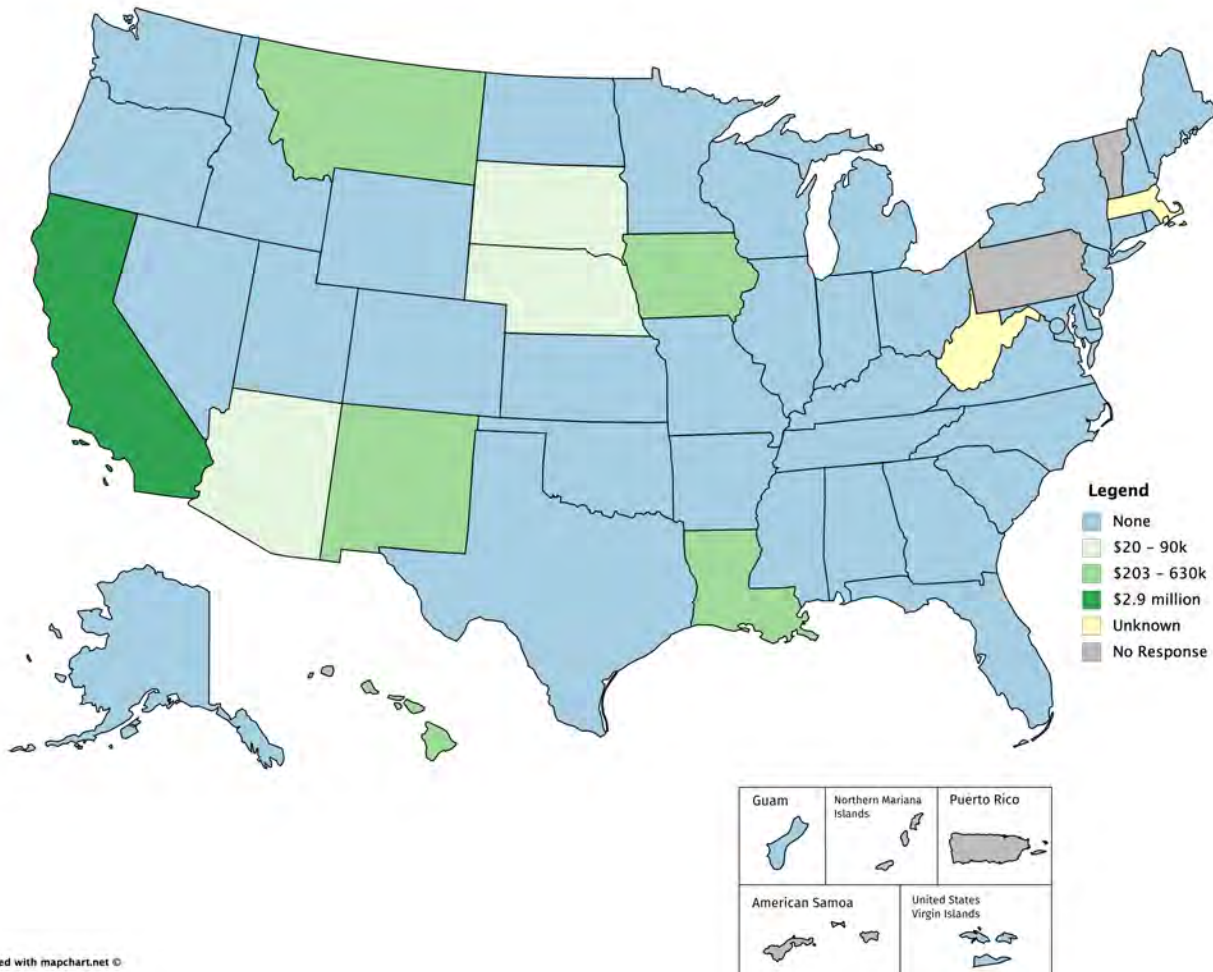 Legend
None
$20 – 90k
$203 – 630k
$2.9 million
Unknown
No Response
Guam
Northern Mariana
Islands
Puerto Rico
American Samoa
United States
Virgin Islands
ed with mapchart.net ©